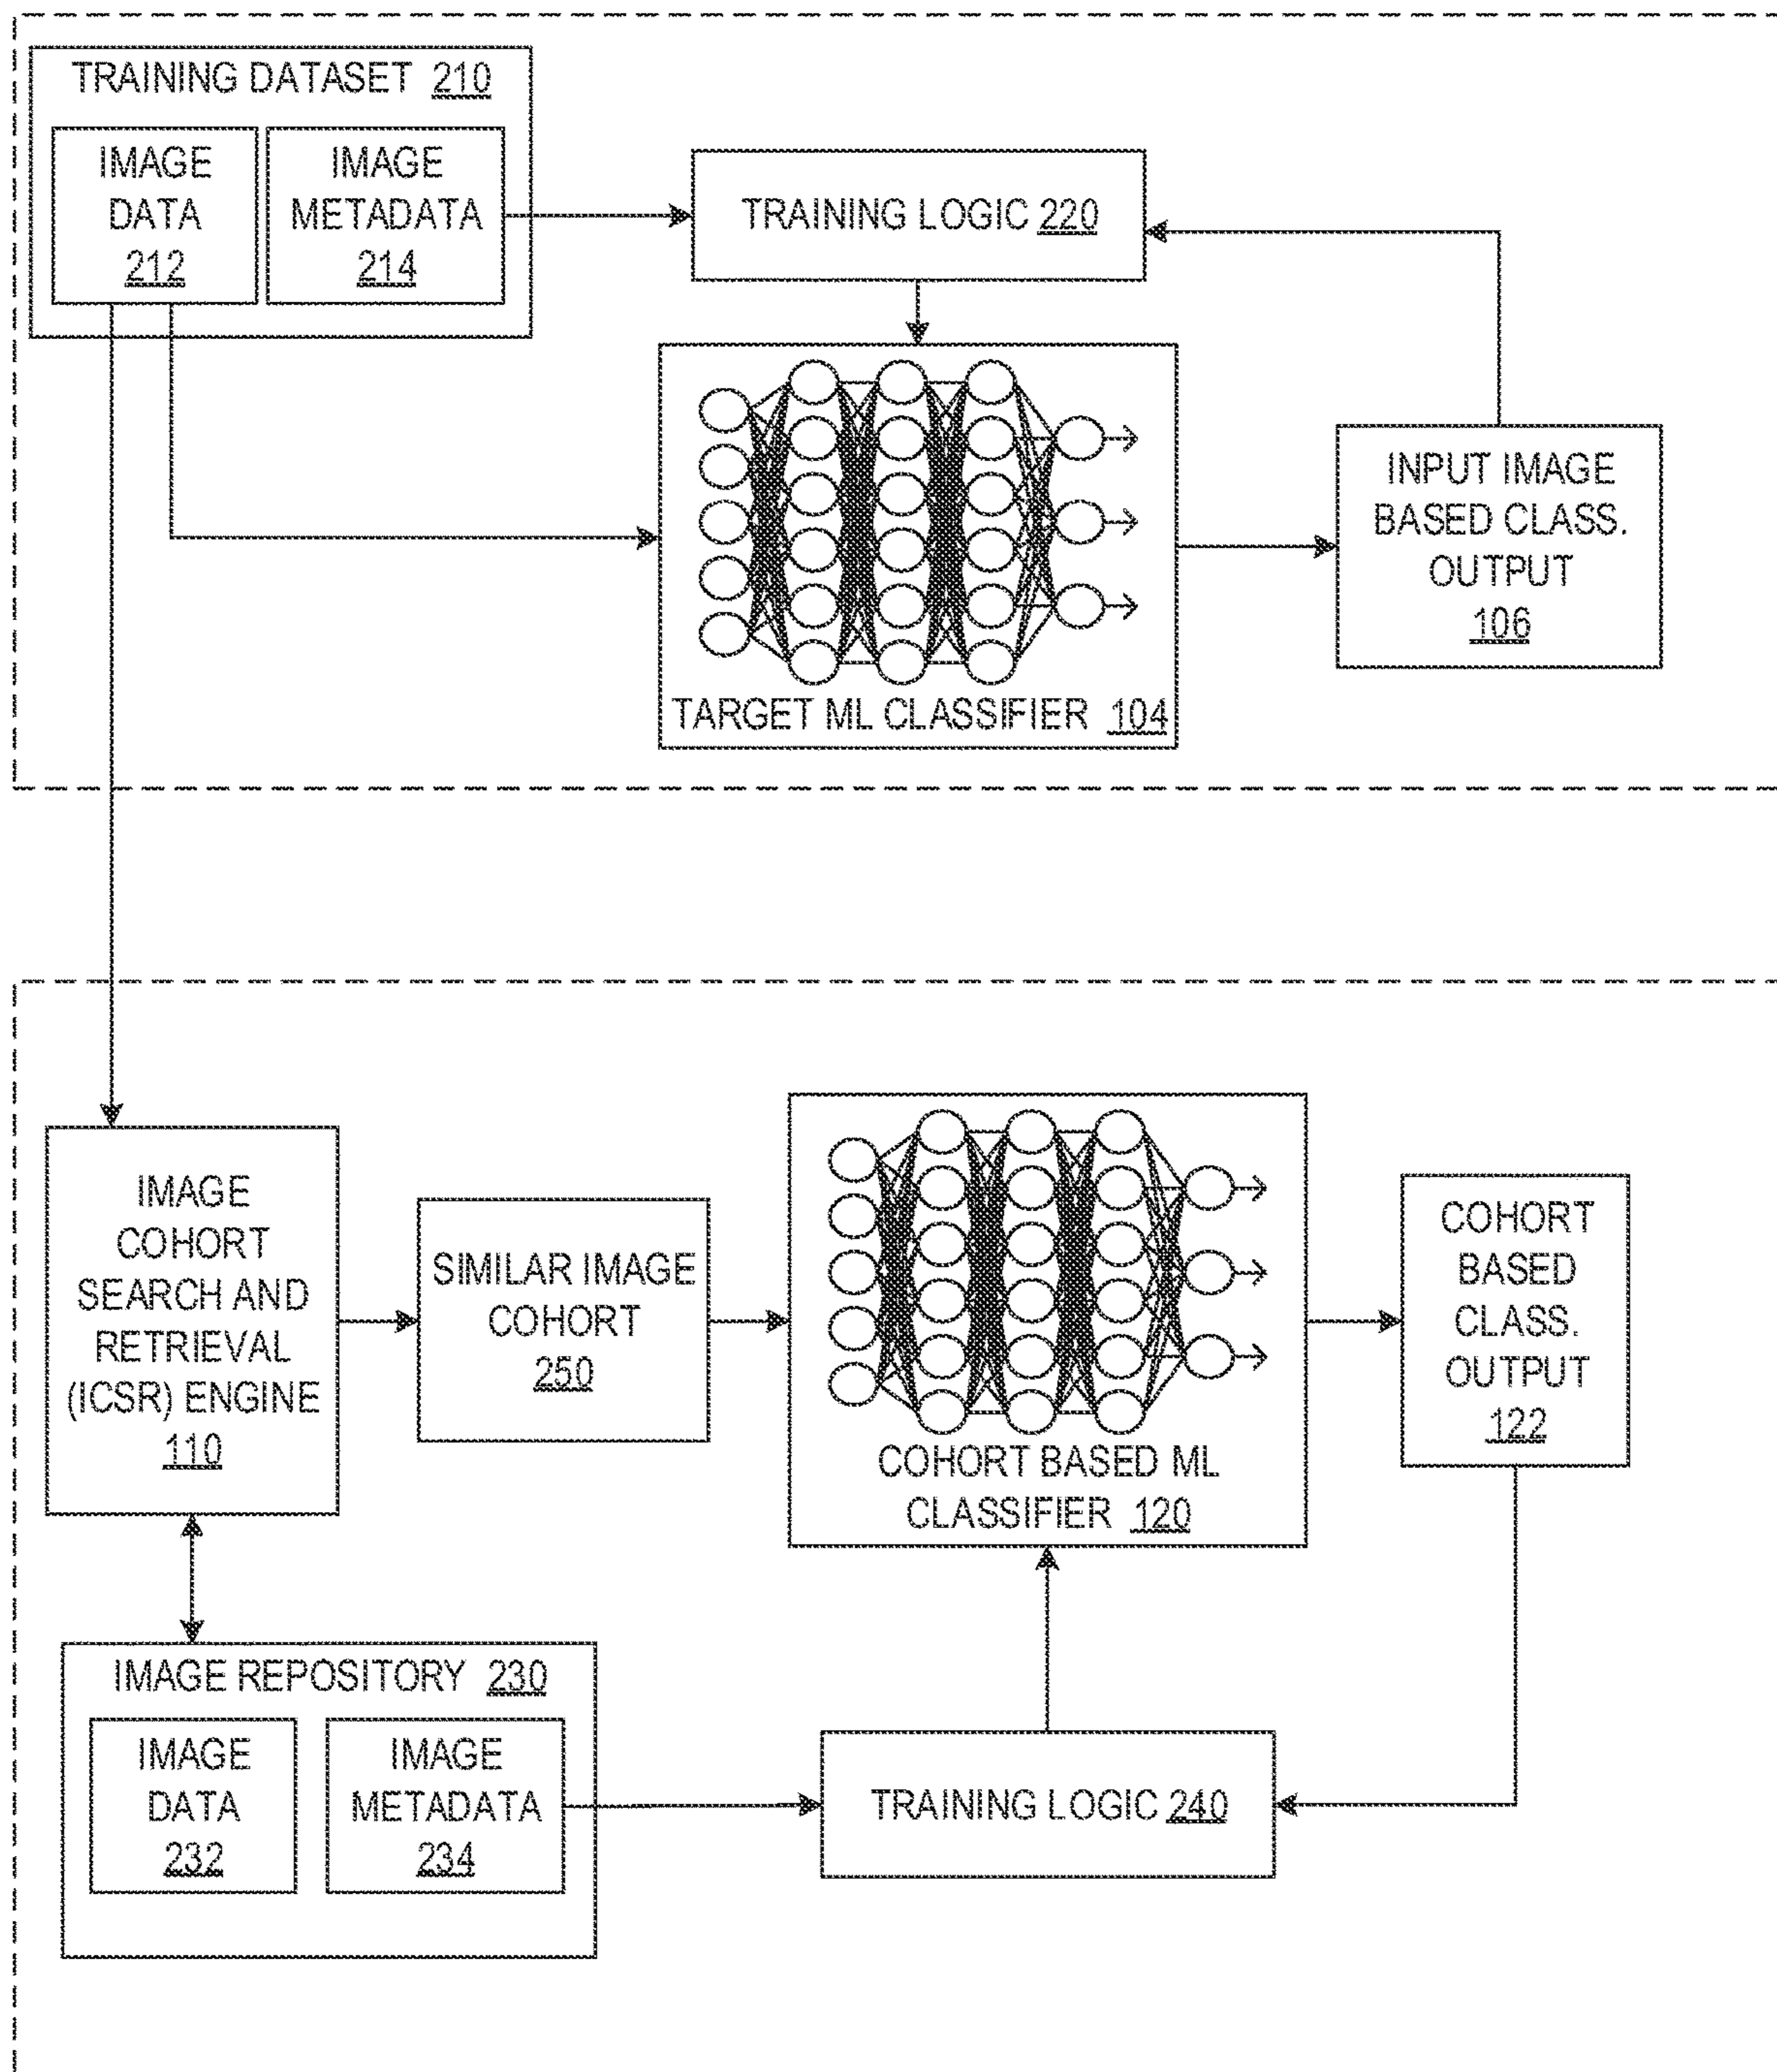 TRAINING DATASET 210
IMAGE
DATA
212
IMAGE
METADATA
214
TRAINING LOGIC 220
TARGET ML CLASSIFIER 104
INPUT IMAGE
BASED CLASS.
OUTPUT
106
IMAGE
COHORT
SEARCH AND
RETRIEVAL
(ICSR) ENGINE
110
SIMILAR IMAGE
COHORT
250
COHORT BASED ML
CLASSIFIER 120
COHORT
BASED
CLASS.
OUTPUT
122
IMAGE REPOSITORY 230
IMAGE
DATA
232
IMAGE
METADATA
234
TRAINING LOGIC 240